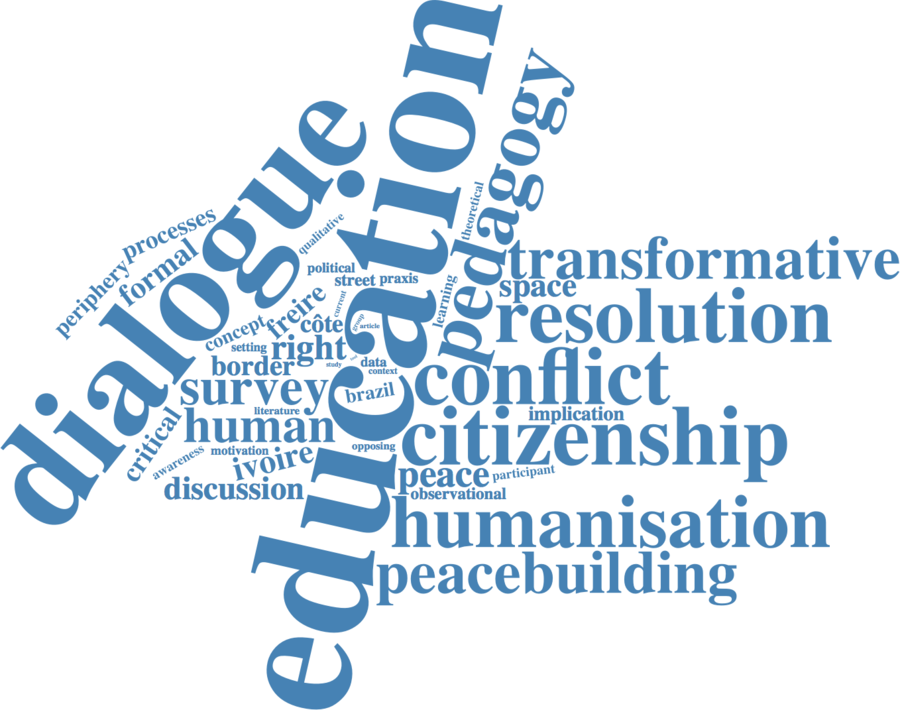 education
dialogue
pedagogy
theoretical
processes
periphery
formal
qualitative
transformative
political
street
praxis
space
learning
freire
current
resolution
group
article
concept
côte
setting
right
border
study
data
context
conflict
survey
brazil
literature
implication
human
critical
citizenship
opposing
motivation
awareness
ivoire
peace
participant
discussion
observational
humanisation
peacebuilding